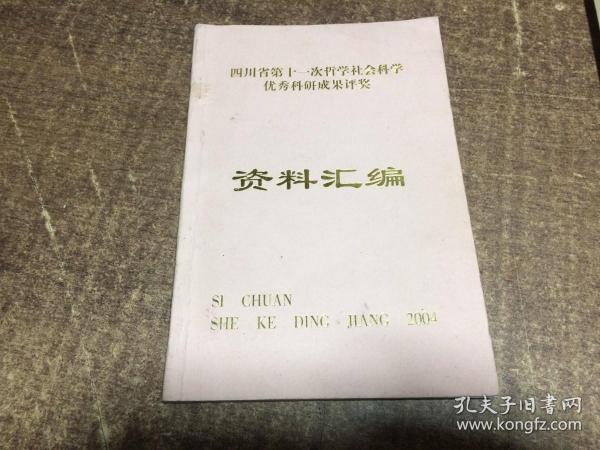 四川省第十一次哲学社会科学
优秀科研成果评奖
资料汇编
SI CHUAN
SHE KE DING JIANG 2004
孔夫子旧书网
www.kongfz.com